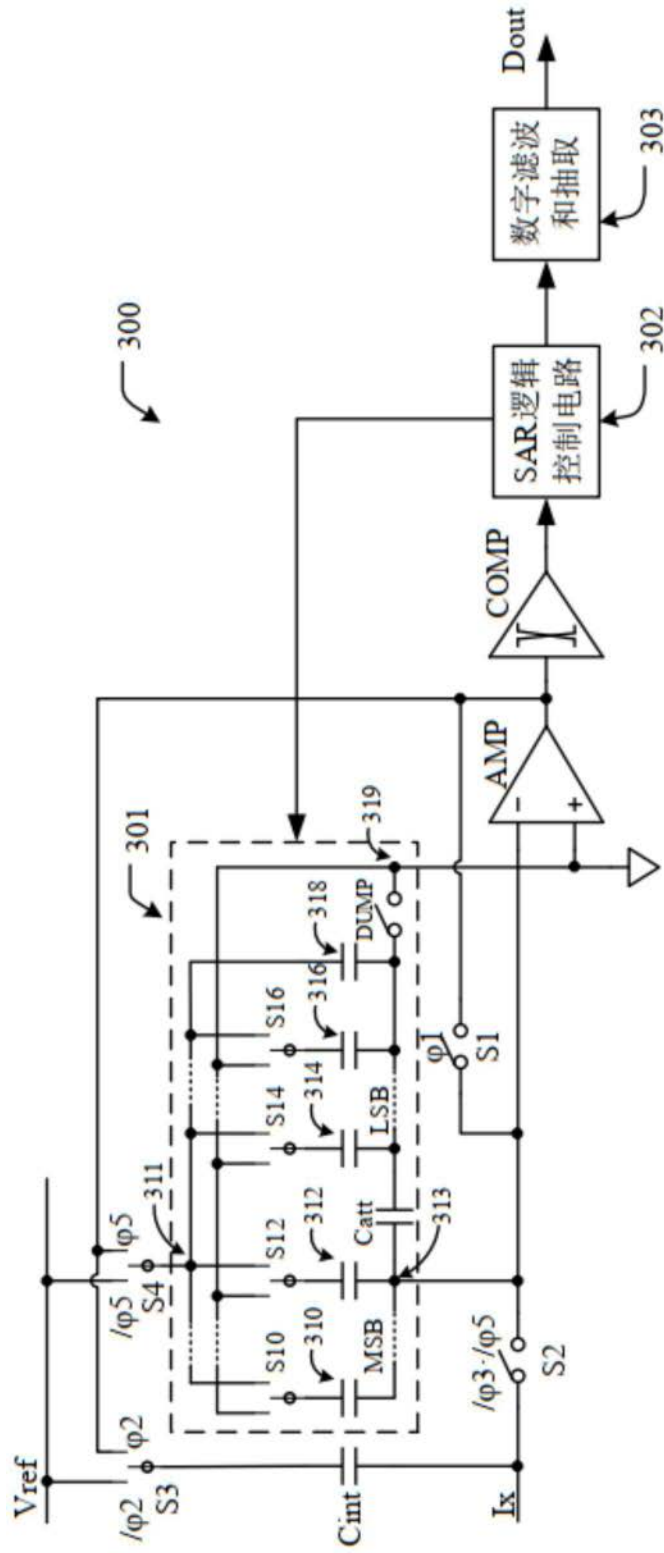 300
Vref
/φ2
φ2
S3
/φ5
φ5
S4
311
301
S10
S12
S14
S16
310
312
314
316
318
319
Cint
MSB
Catt
LSB
DUMP
313
φ1
S1
Ix
/φ3·/φ5
S2
AMP
−
+
COMP
SAR逻辑
控制电路
302
数字滤波
和抽取
303
Dout